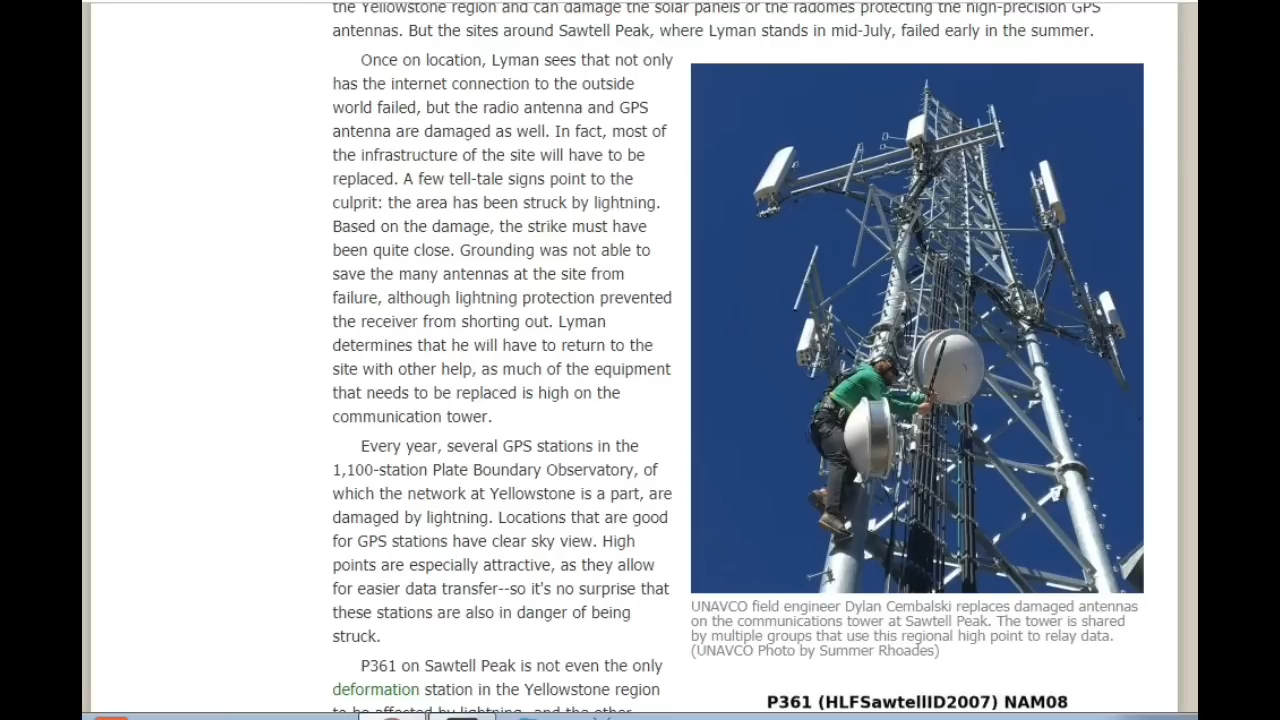 the Yellowstone region and can damage the solar panels or the radomes protecting the high-precision GPS
antennas. But the sites around Sawtell Peak, where Lyman stands in mid-July, failed early in the summer.
Once on location, Lyman sees that not only
has the internet connection to the outside
world failed, but the radio antenna and GPS
antenna are damaged as well. In fact, most of
the infrastructure of the site will have to be
replaced. A few tell-tale signs point to the
culprit: the area has been struck by lightning.
Based on the damage, the strike must have
been quite close. Grounding was not able to
save the many antennas at the site from
failure, although lightning protection prevented
the receiver from shorting out. Lyman
determines that he will have to return to the
site with other help, as much of the equipment
that needs to be replaced is high on the
communication tower.
Every year, several GPS stations in the
1,100-station Plate Boundary Observatory, of
which the network at Yellowstone is a part, are
damaged by lightning. Locations that are good
for GPS stations have clear sky view. High
points are especially attractive, as they allow
for easier data transfer--so it's no surprise that
these stations are also in danger of being
struck.
P361 on Sawtell Peak is not even the only
deformation station in the Yellowstone region
to be affected by lightning, and the other
UNAVCO field engineer Dylan Cembalski replaces damaged antennas
on the communications tower at Sawtell Peak. The tower is shared
by multiple groups that use this regional high point to relay data.
(UNAVCO Photo by Summer Rhoades)
P361 (HLFSawtellID2007) NAM08